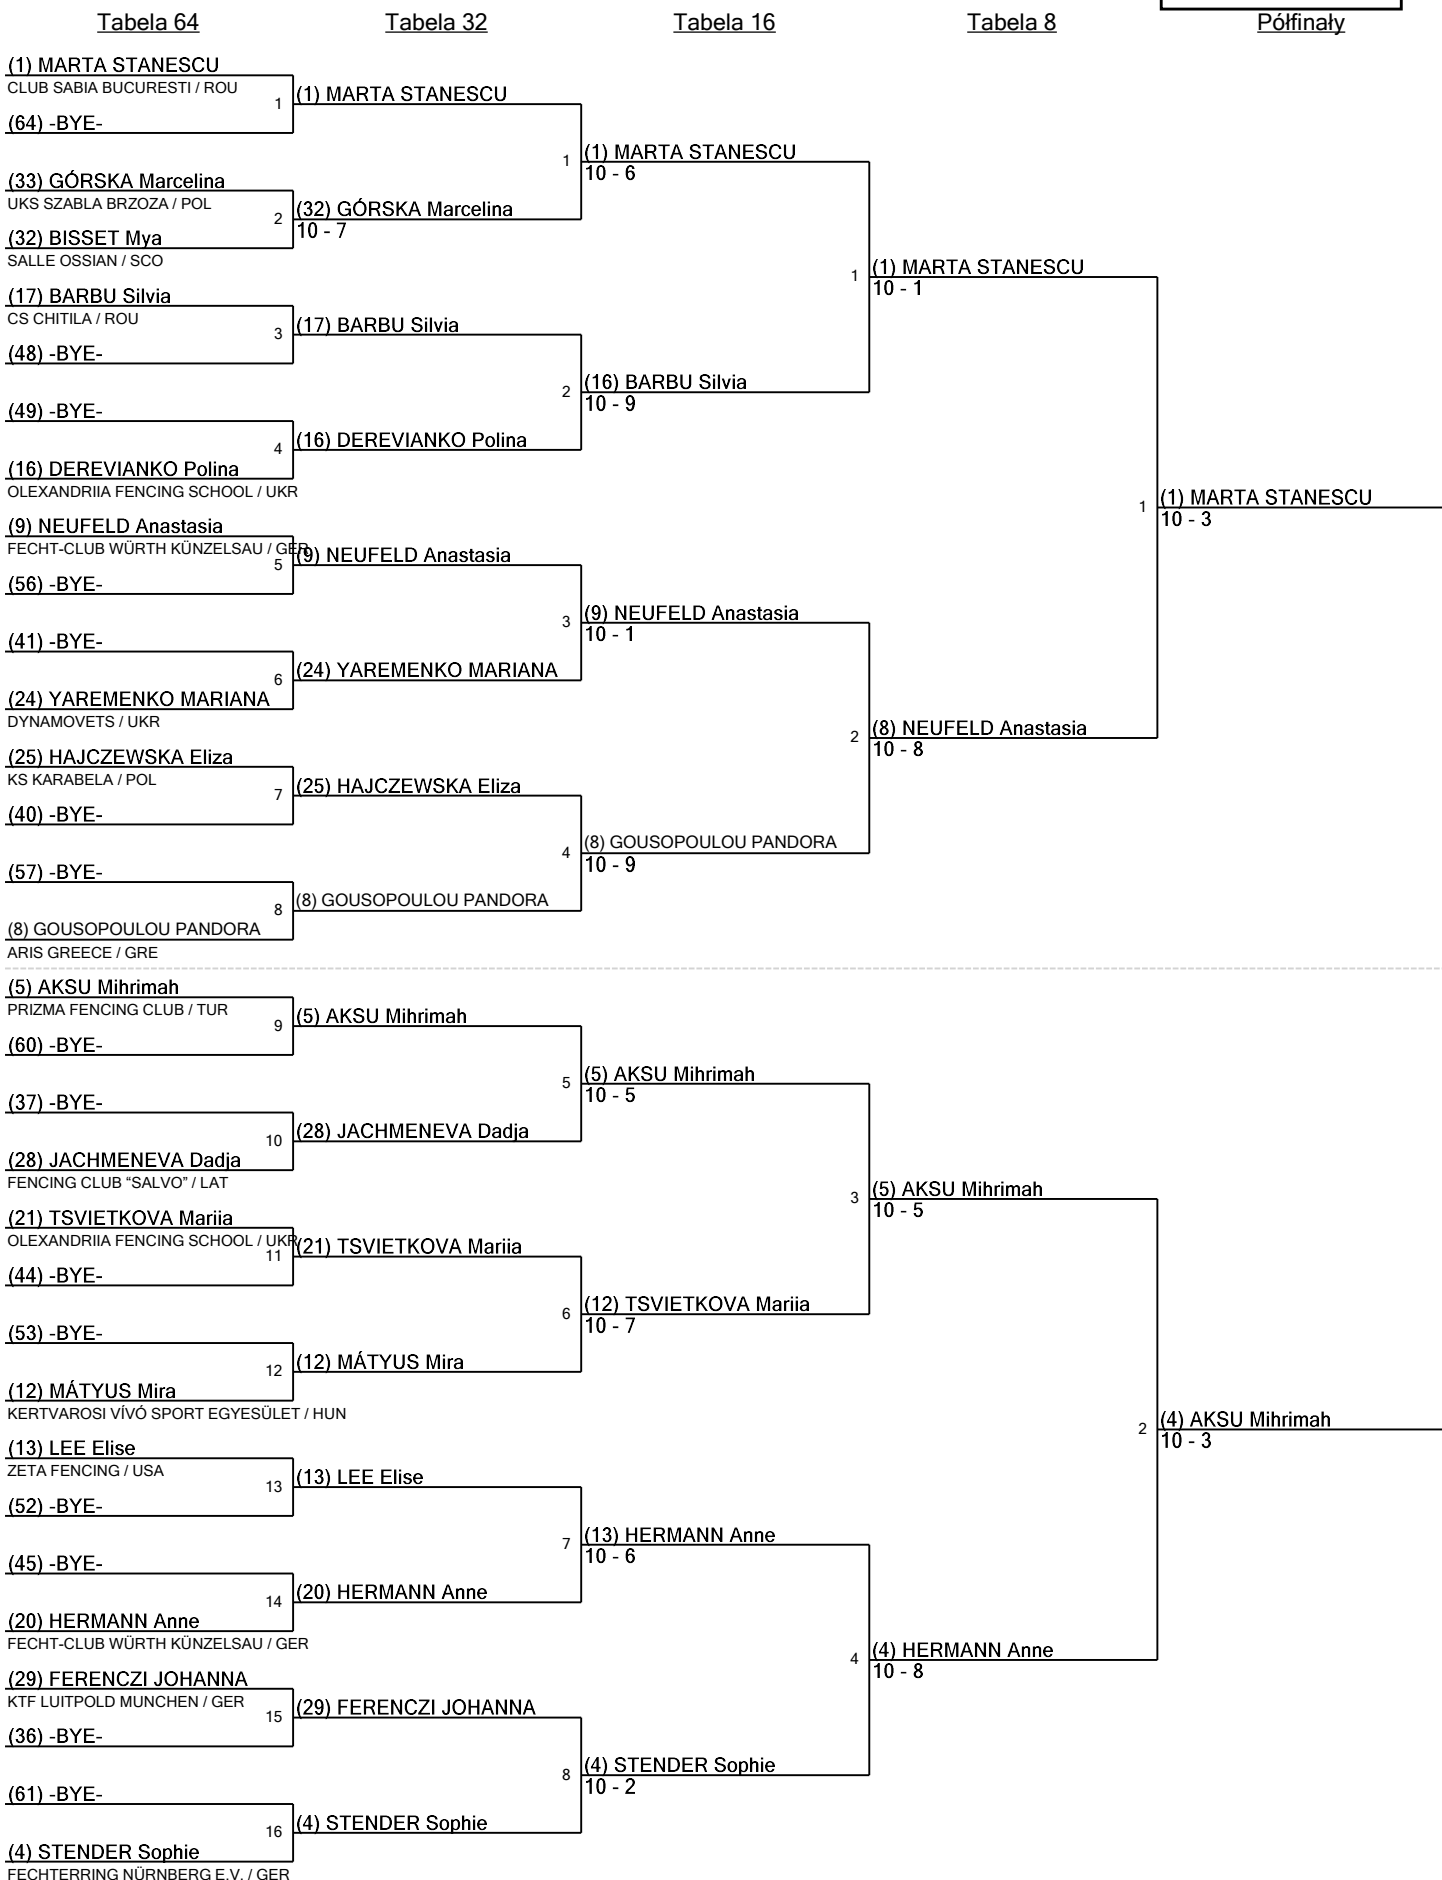 Tabela 64 Tabela 32 Tabela 16 Tabela 8 Półfinały
(1) MARTA STANESCU
CLUB SABIA BUCURESTI / ROU
1 (1) MARTA STANESCU
(64) -BYE-
1 (1) MARTA STANESCU
10 - 6
(33) GÓRSKA Marcelina
UKS SZABLA BRZOZA / POL
2 (32) GÓRSKA Marcelina
10 - 7
(32) BISSET Mya
SALLE OSSIAN / SCO
1 (1) MARTA STANESCU
10 - 1
(17) BARBU Silvia
CS CHITILA / ROU
3 (17) BARBU Silvia
(48) -BYE-
2 (16) BARBU Silvia
10 - 9
(49) -BYE-
4 (16) DEREVIANKO Polina
(16) DEREVIANKO Polina
OLEXANDRIIA FENCING SCHOOL / UKR
1 (1) MARTA STANESCU
10 - 3
(9) NEUFELD Anastasia
FECHT-CLUB WÜRTH KÜNZELSAU / GER
5 (9) NEUFELD Anastasia
(56) -BYE-
3 (9) NEUFELD Anastasia
10 - 1
(41) -BYE-
6 (24) YAREMENKO MARIANA
(24) YAREMENKO MARIANA
DYNAMOVETS / UKR
2 (8) NEUFELD Anastasia
10 - 8
(25) HAJCZEWSKA Eliza
KS KARABELA / POL
7 (25) HAJCZEWSKA Eliza
(40) -BYE-
4 (8) GOUSOPOULOU PANDORA
10 - 9
(57) -BYE-
8 (8) GOUSOPOULOU PANDORA
(8) GOUSOPOULOU PANDORA
ARIS GREECE / GRE
(5) AKSU Mihrimah
PRIZMA FENCING CLUB / TUR
9 (5) AKSU Mihrimah
(60) -BYE-
5 (5) AKSU Mihrimah
10 - 5
(37) -BYE-
10 (28) JACHMENEVA Dadja
(28) JACHMENEVA Dadja
FENCING CLUB “SALVO” / LAT
3 (5) AKSU Mihrimah
10 - 5
(21) TSVIETKOVA Mariia
OLEXANDRIIA FENCING SCHOOL / UKR
11 (21) TSVIETKOVA Mariia
(44) -BYE-
6 (12) TSVIETKOVA Mariia
10 - 7
(53) -BYE-
12 (12) MÁTYUS Mira
(12) MÁTYUS Mira
KERTVAROSI VÍVÓ SPORT EGYESÜLET / HUN
2 (4) AKSU Mihrimah
10 - 3
(13) LEE Elise
ZETA FENCING / USA
13 (13) LEE Elise
(52) -BYE-
7 (13) HERMANN Anne
10 - 6
(45) -BYE-
14 (20) HERMANN Anne
(20) HERMANN Anne
FECHT-CLUB WÜRTH KÜNZELSAU / GER
4 (4) HERMANN Anne
10 - 8
(29) FERENCZI JOHANNA
KTF LUITPOLD MUNCHEN / GER
15 (29) FERENCZI JOHANNA
(36) -BYE-
8 (4) STENDER Sophie
10 - 2
(61) -BYE-
16 (4) STENDER Sophie
(4) STENDER Sophie
FECHTERRING NÜRNBERG E.V. / GER